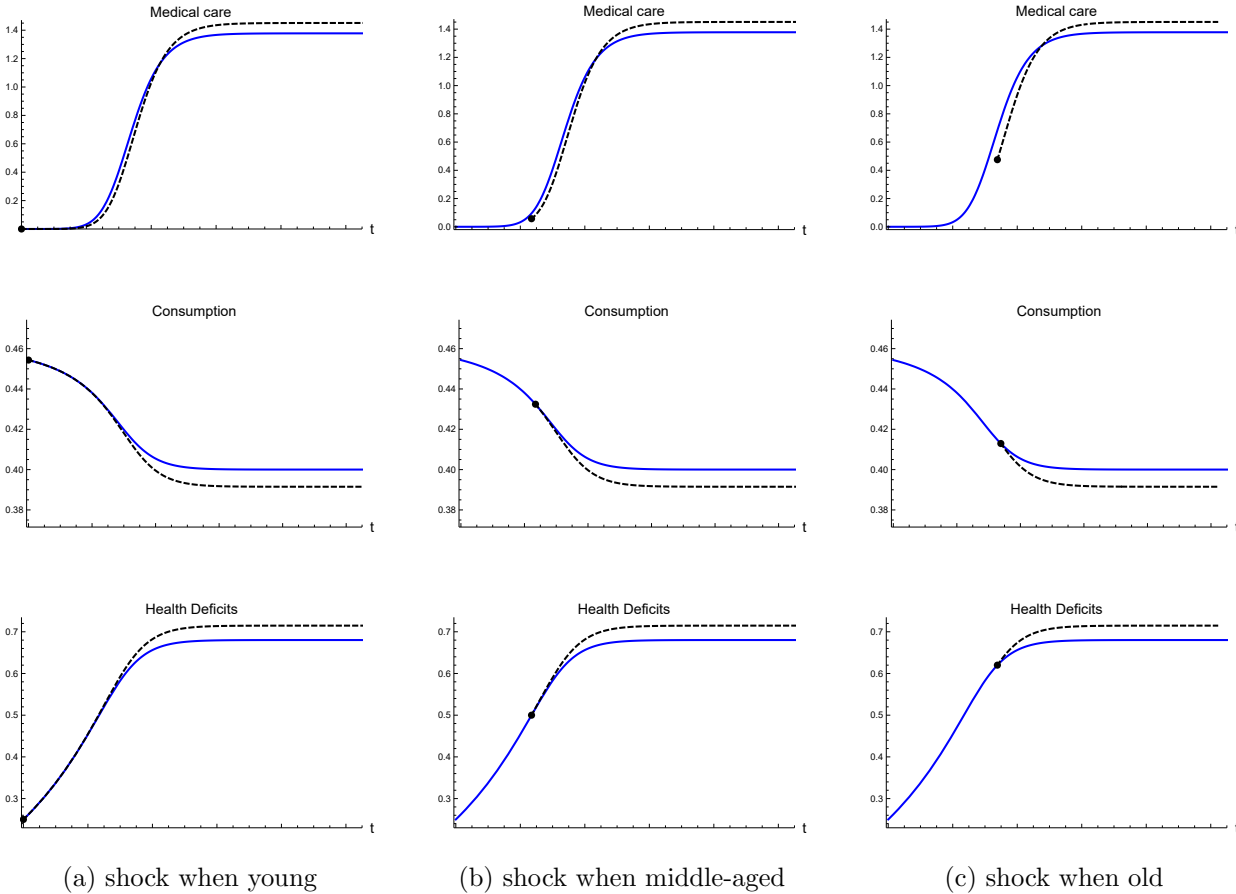 Medical care
1.4
1.2
1.0
0.8
0.6
0.4
0.2
t
Medical care
1.4
1.2
1.0
0.8
0.6
0.4
0.2
0.0
t
Medical care
1.4
1.2
1.0
0.8
0.6
0.4
0.2
0.0
t
Consumption
0.46
0.44
0.42
0.40
0.38
t
Consumption
0.46
0.44
0.42
0.40
0.38
t
Consumption
0.46
0.44
0.42
0.40
0.38
t
Health Deficits
0.7
0.6
0.5
0.4
0.3
t
Health Deficits
0.7
0.6
0.5
0.4
0.3
t
Health Deficits
0.7
0.6
0.5
0.4
0.3
t
(a) shock when young
(b) shock when middle-aged
(c) shock when old